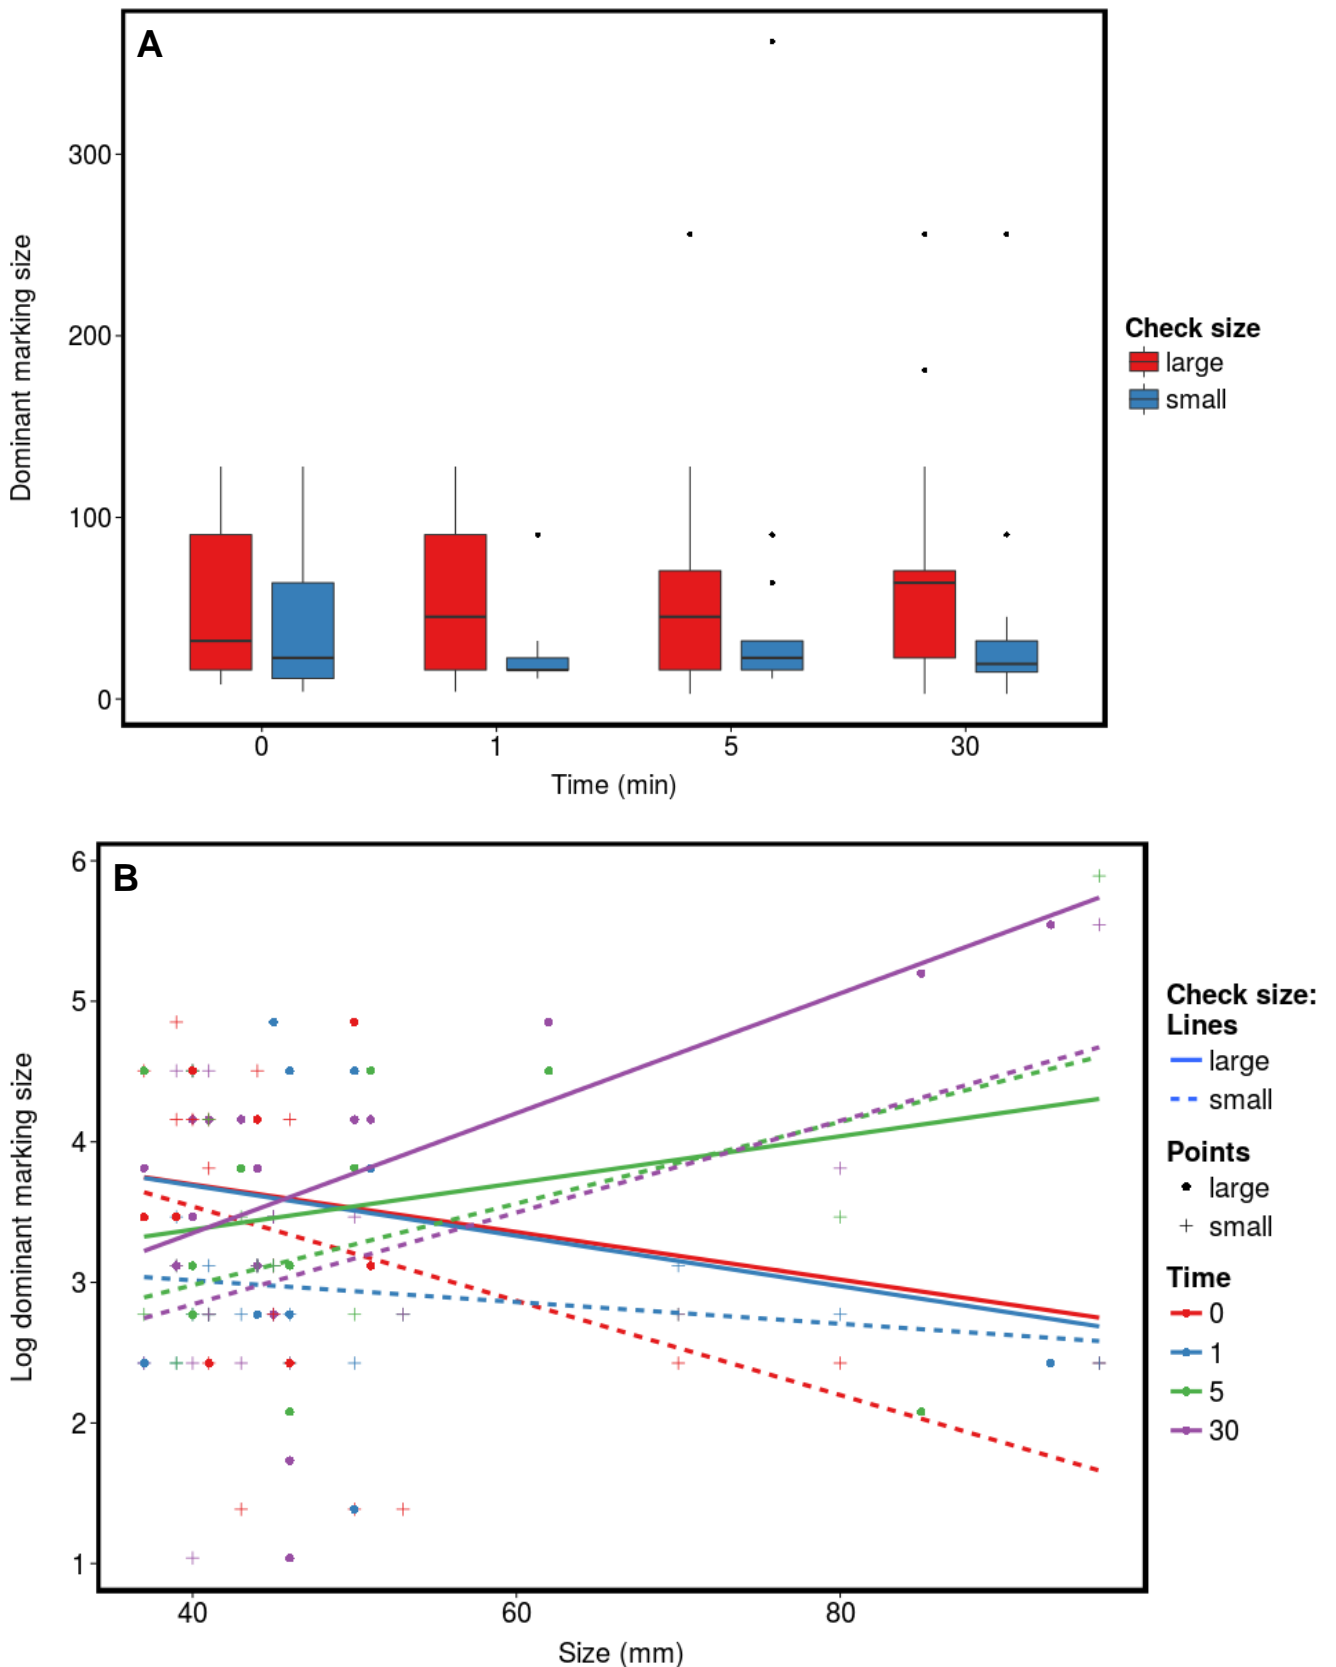 A
300
200
100
0
Dominant marking size
0 1 5 30
Time (min)
Check size
large
small
B
6
5
4
3
2
1
Log dominant marking size
40 60 80
Size (mm)
Check size:
Lines
large
small
Points
large
small
Time
0
1
5
30